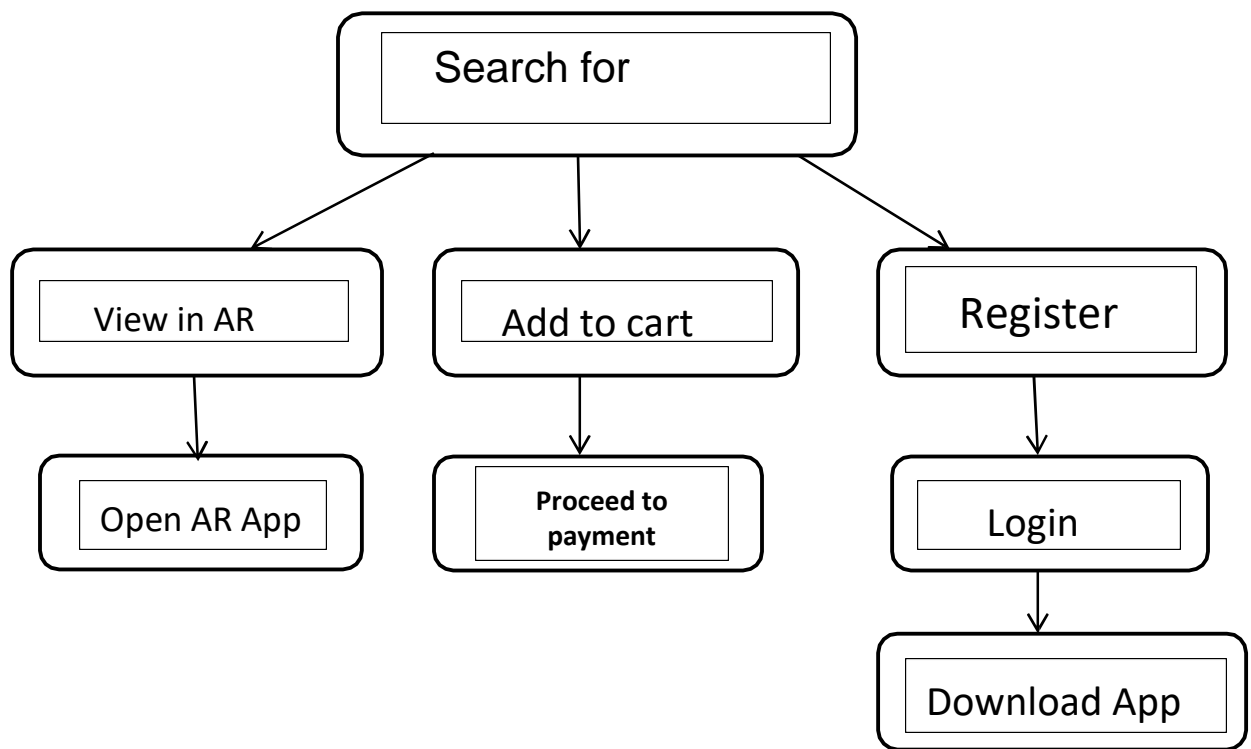 Search for
View in AR
Add to cart
Register
Open AR App
Proceed to
payment
Login
Download App